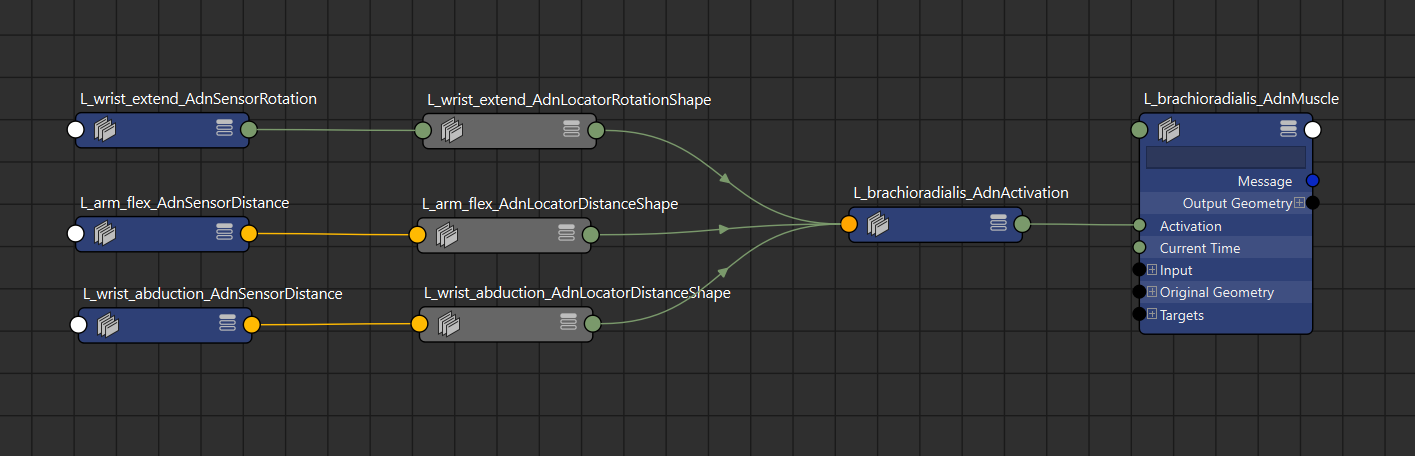 L_wrist_extend_AdnSensorRotation
L_wrist_extend_AdnLocatorRotationShape
L_brachioradialis_AdnMuscle
L_arm_flex_AdnSensorDistance
L_arm_flex_AdnLocatorDistanceShape
L_brachioradialis_AdnActivation
L_wrist_abduction_AdnSensorDistance
L_wrist_abduction_AdnLocatorDistanceShape
Message
Output Geometry
Activation
Current Time
Input
Original Geometry
Targets